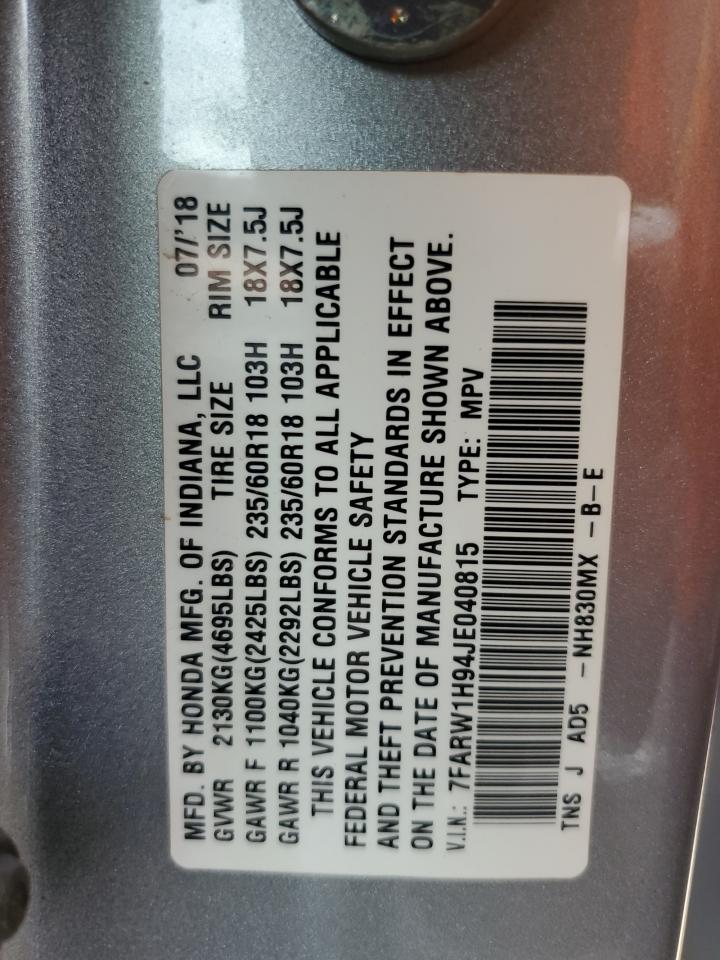 MFD. BY HONDA MFG. OF INDIANA, LLC 07/'18
GVWR 2130KG(4695LBS) TIRE SIZE RIM SIZE
GAWR F 1100KG(2425LBS) 235/60R18 103H 18X7.5J
GAWR R 1040KG(2292LBS) 235/60R18 103H 18X7.5J
THIS VEHICLE CONFORMS TO ALL APPLICABLE
FEDERAL MOTOR VEHICLE SAFETY
AND THEFT PREVENTION STANDARDS IN EFFECT
ON THE DATE OF MANUFACTURE SHOWN ABOVE.
V.I.N.: 7FARW1H94JE040815 TYPE: MPV
TNS J AD5 -NH830MX -B-E